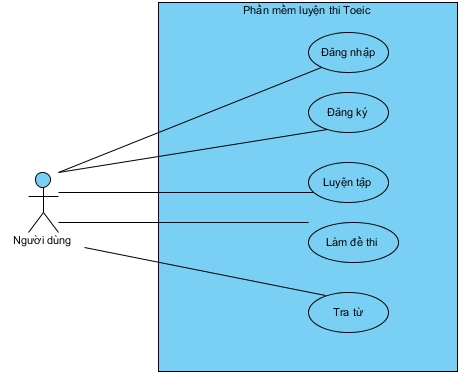 Phần mềm luyện thi Toeic
Đăng nhập
Đăng ký
Luyện tập
Người dùng
Làm đề thi
Tra từ